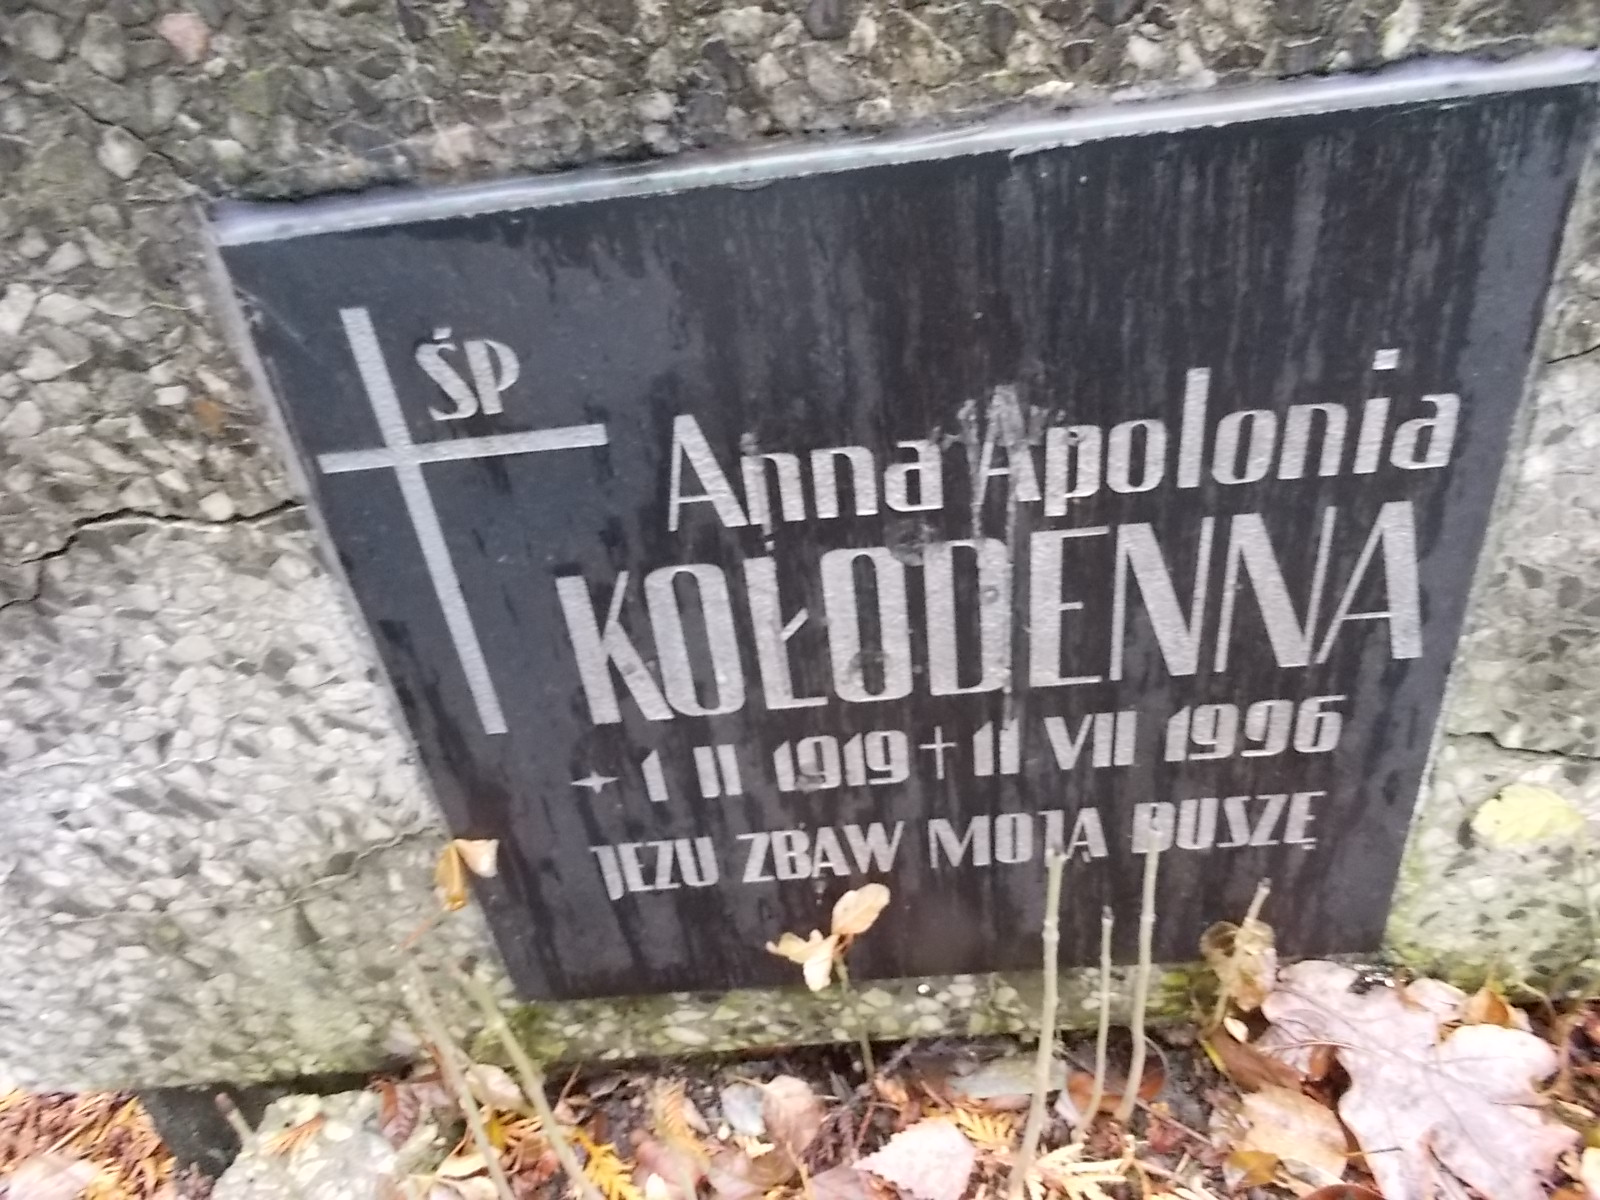 ŚP
Anna Apolonia
KOŁODENNA
✦ 1 II 1919 † 11 VII 1996
JEZU ZBAW MOJĄ DUSZĘ